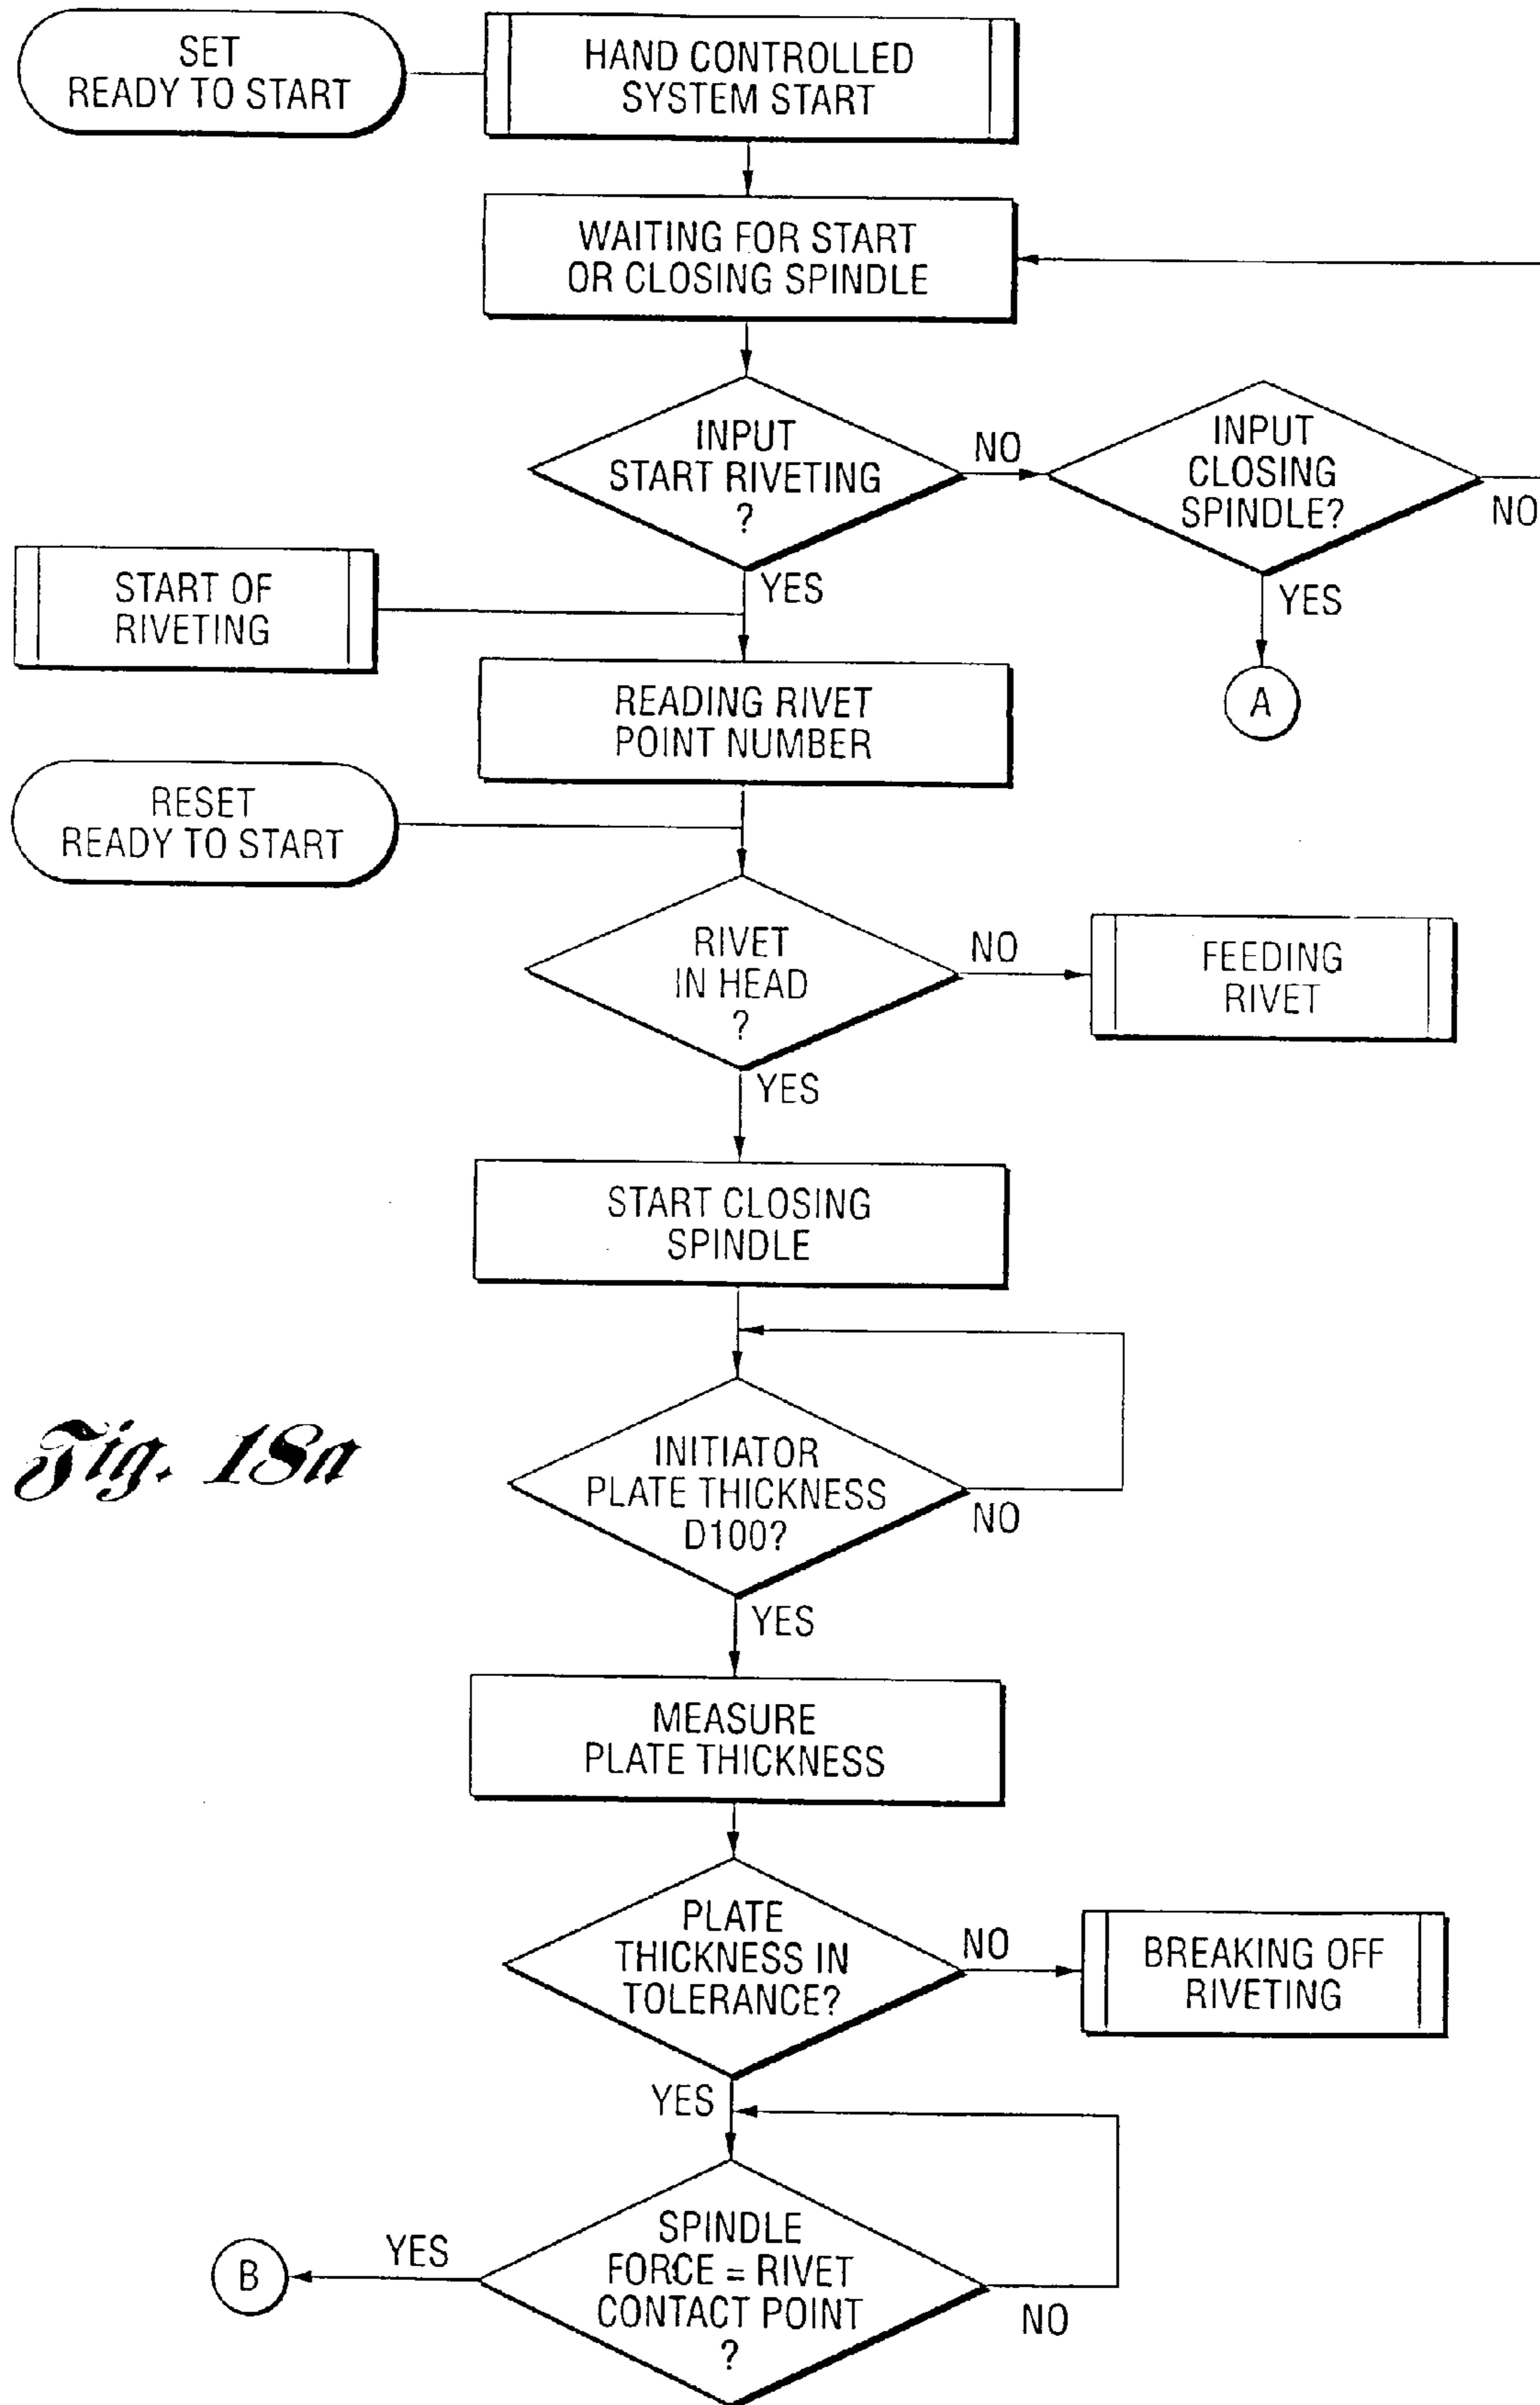 SET
READY TO START
HAND CONTROLLED
SYSTEM START
WAITING FOR START
OR CLOSING SPINDLE
INPUT
START RIVETING
?
NO
INPUT
CLOSING
SPINDLE?
NO
YES
YES
A
START OF
RIVETING
READING RIVET
POINT NUMBER
RESET
READY TO START
RIVET
IN HEAD
?
NO
FEEDING
RIVET
YES
START CLOSING
SPINDLE
INITIATOR
PLATE THICKNESS
D100?
NO
Fig. 18a
YES
MEASURE
PLATE THICKNESS
PLATE
THICKNESS IN
TOLERANCE?
NO
BREAKING OFF
RIVETING
YES
SPINDLE
FORCE = RIVET
CONTACT POINT
?
YES
B
NO